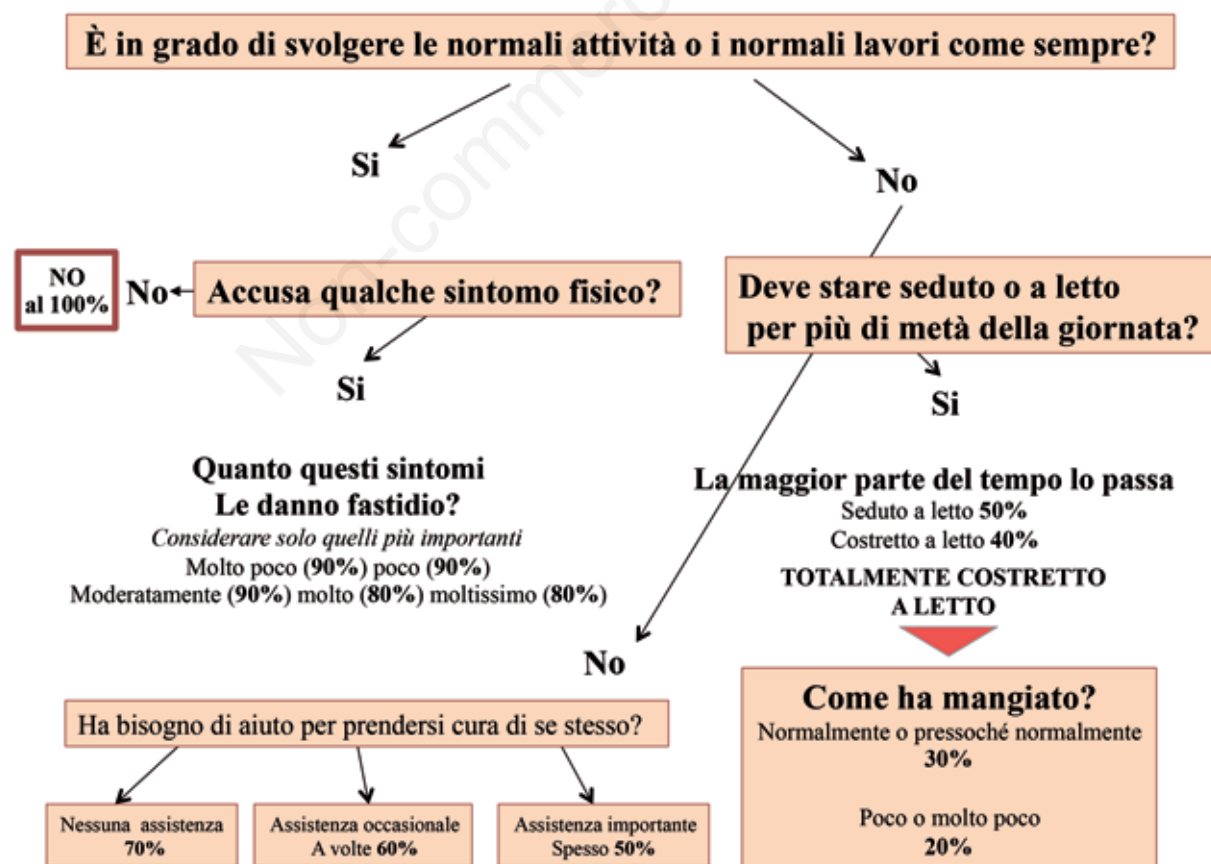 È in grado di svolgere le normali attività o i normali lavori come sempre?
Si
No
NO
al 100%
No
Accusa qualche sintomo fisico?
Deve stare seduto o a letto
per più di metà della giornata?
Si
Si
Quanto questi sintomi
Le danno fastidio?
Considerare solo quelli più importanti
Molto poco (90%) poco (90%)
Moderatamente (90%) molto (80%) moltissimo (80%)
La maggior parte del tempo lo passa
Seduto a letto 50%
Costretto a letto 40%
TOTALMENTE COSTRETTO
A LETTO
No
Ha bisogno di aiuto per prendersi cura di se stesso?
Nessuna assistenza
70%
Assistenza occasionale
A volte 60%
Assistenza importante
Spesso 50%
Come ha mangiato?
Normalmente o pressoché normalmente
30%
Poco o molto poco
20%
Non-commerc